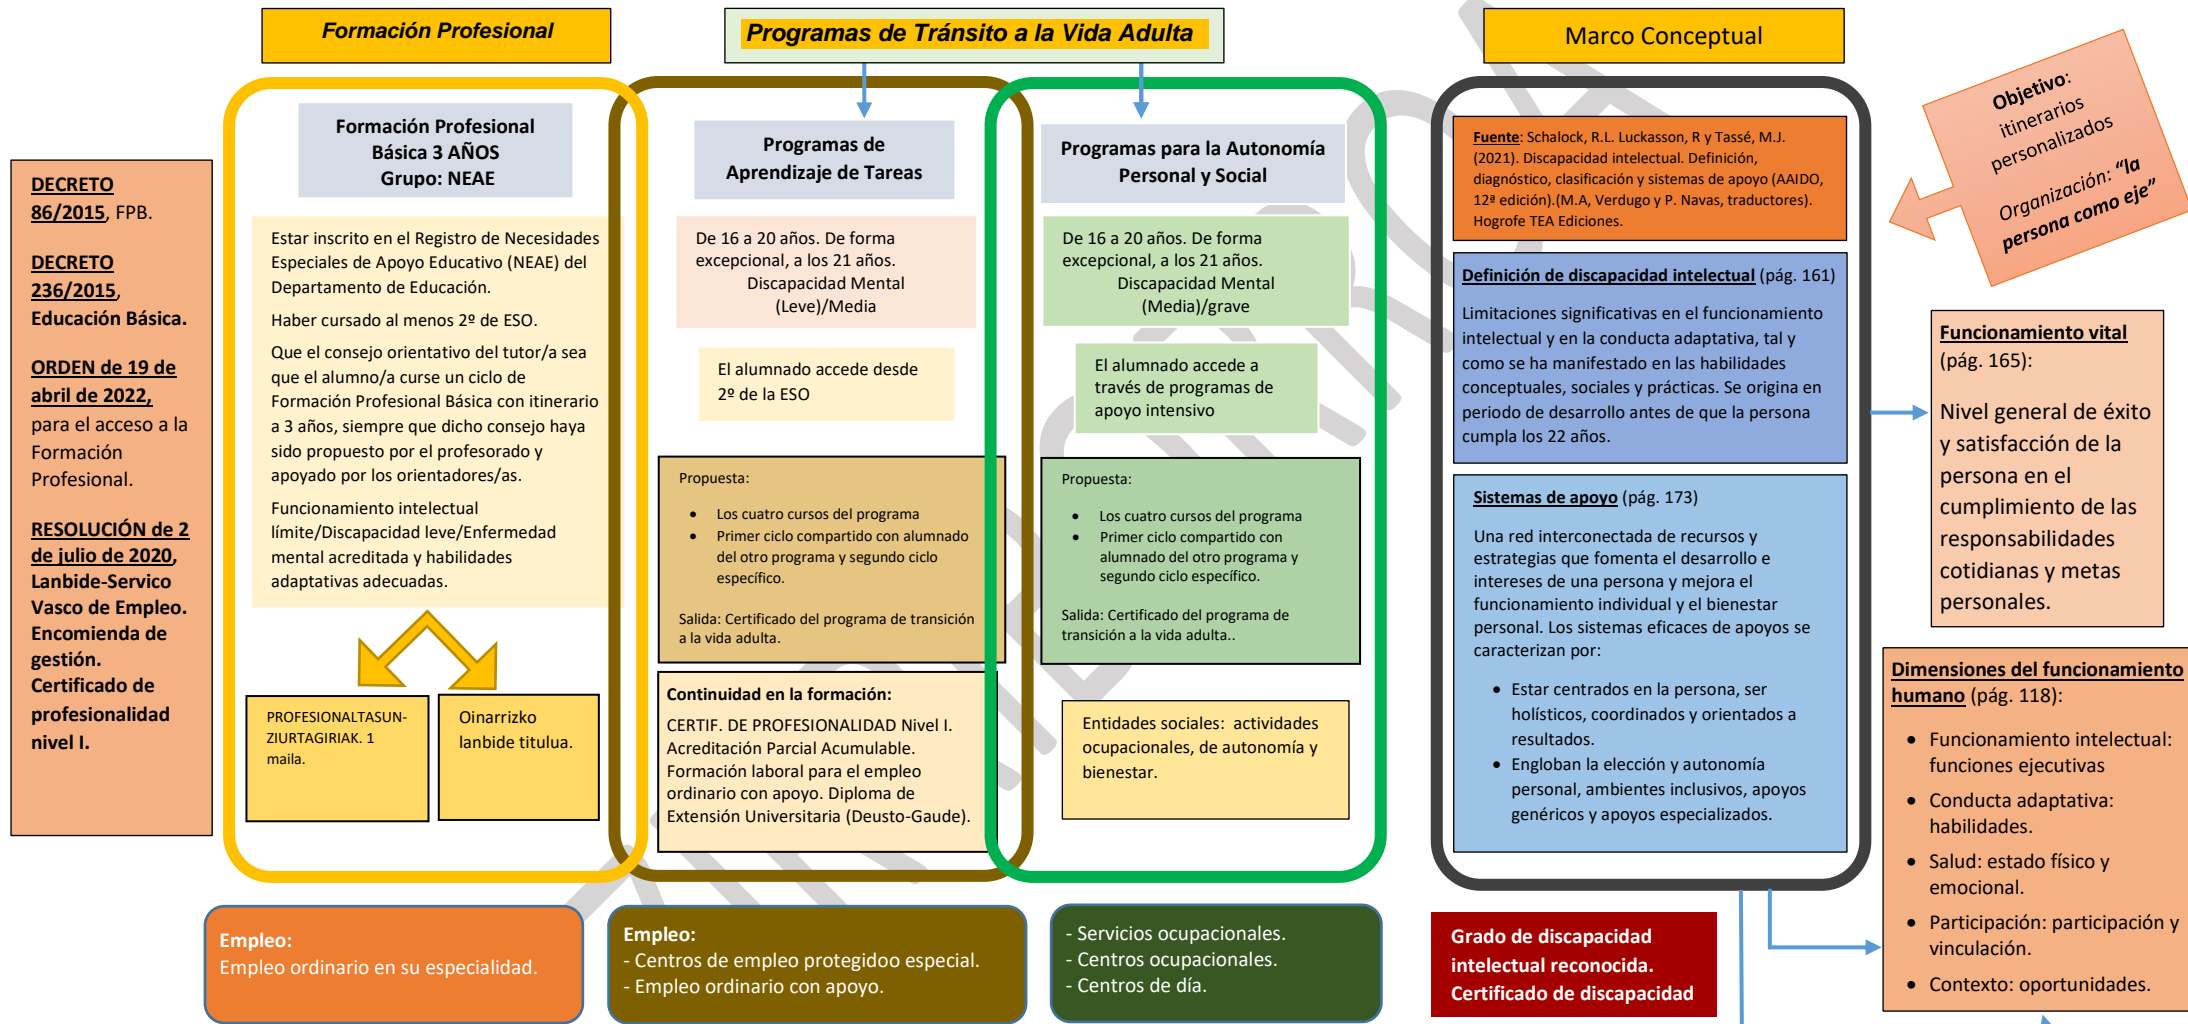 Formación Profesional
Programas de Tránsito a la Vida Adulta
Marco Conceptual
DECRETO
86/2015, FPB.
DECRETO
236/2015,
Educación Básica.
ORDEN de 19 de
abril de 2022,
para el acceso a la
Formación
Profesional.
RESOLUCIÓN de 2
de julio de 2020,
Lanbide-Servico
Vasco de Empleo.
Encomienda de
gestión.
Certificado de
profesionalidad
nivel I.
Formación Profesional
Básica 3 AÑOS
Grupo: NEAE
Estar inscrito en el Registro de Necesidades
Especiales de Apoyo Educativo (NEAE) del
Departamento de Educación.
Haber cursado al menos 2º de ESO.
Que el consejo orientativo del tutor/a sea
que el alumno/a curse un ciclo de
Formación Profesional Básica con itinerario
a 3 años, siempre que dicho consejo haya
sido propuesto por el profesorado y
apoyado por los orientadores/as.
Funcionamiento intelectual
límite/Discapacidad leve/Enfermedad
mental acreditada y habilidades
adaptativas adecuadas.
PROFESIONALTASUN-
ZIURTAGIRIAK. 1
maila.
Oinarrizko
lanbide titulua.
Empleo:
Empleo ordinario en su especialidad.
Programas de
Aprendizaje de Tareas
De 16 a 20 años. De forma
excepcional, a los 21 años.
Discapacidad Mental
(Leve)/Media
El alumnado accede desde
2º de la ESO
Propuesta:
• Los cuatro cursos del programa
• Primer ciclo compartido con alumnado
del otro programa y segundo ciclo
específico.
Salida: Certificado del programa de transición
a la vida adulta.
Continuidad en la formación:
CERTIF. DE PROFESIONALIDAD Nivel I.
Acreditación Parcial Acumulable.
Formación laboral para el empleo
ordinario con apoyo. Diploma de
Extensión Universitaria (Deusto-Gaude).
Empleo:
- Centros de empleo protegidoo especial.
- Empleo ordinario con apoyo.
Programas para la Autonomía
Personal y Social
De 16 a 20 años. De forma
excepcional, a los 21 años.
Discapacidad Mental
(Media)/grave
El alumnado accede a
través de programas de
apoyo intensivo
Propuesta:
• Los cuatro cursos del programa
• Primer ciclo compartido con
alumnado del otro programa y
segundo ciclo específico.
Salida: Certificado del programa de
transición a la vida adulta..
Entidades sociales: actividades
ocupacionales, de autonomía y
bienestar.
- Servicios ocupacionales.
- Centros ocupacionales.
- Centros de día.
Fuente: Schalock, R.L. Luckasson, R y Tassé, M.J.
(2021). Discapacidad intelectual. Definición,
diagnóstico, clasificación y sistemas de apoyo (AAIDO,
12ª edición).(M.A, Verdugo y P. Navas, traductores).
Hogrofe TEA Ediciones.
Definición de discapacidad intelectual (pág. 161)
Limitaciones significativas en el funcionamiento
intelectual y en la conducta adaptativa, tal y
como se ha manifestado en las habilidades
conceptuales, sociales y prácticas. Se origina en
periodo de desarrollo antes de que la persona
cumpla los 22 años.
Sistemas de apoyo (pág. 173)
Una red interconectada de recursos y
estrategias que fomenta el desarrollo e
intereses de una persona y mejora el
funcionamiento individual y el bienestar
personal. Los sistemas eficaces de apoyos se
caracterizan por:
• Estar centrados en la persona, ser
holísticos, coordinados y orientados a
resultados.
• Engloban la elección y autonomía
personal, ambientes inclusivos, apoyos
genéricos y apoyos especializados.
Grado de discapacidad
intelectual reconocida.
Certificado de discapacidad
Objetivo:
itinerarios
personalizados
Organización: "la
persona como eje"
Funcionamiento vital
(pág. 165):
Nivel general de éxito
y satisfacción de la
persona en el
cumplimiento de las
responsabilidades
cotidianas y metas
personales.
Dimensiones del funcionamiento
humano (pág. 118):
• Funcionamiento intelectual:
funciones ejecutivas
• Conducta adaptativa:
habilidades.
• Salud: estado físico y
emocional.
• Participación: participación y
vinculación.
• Contexto: oportunidades.